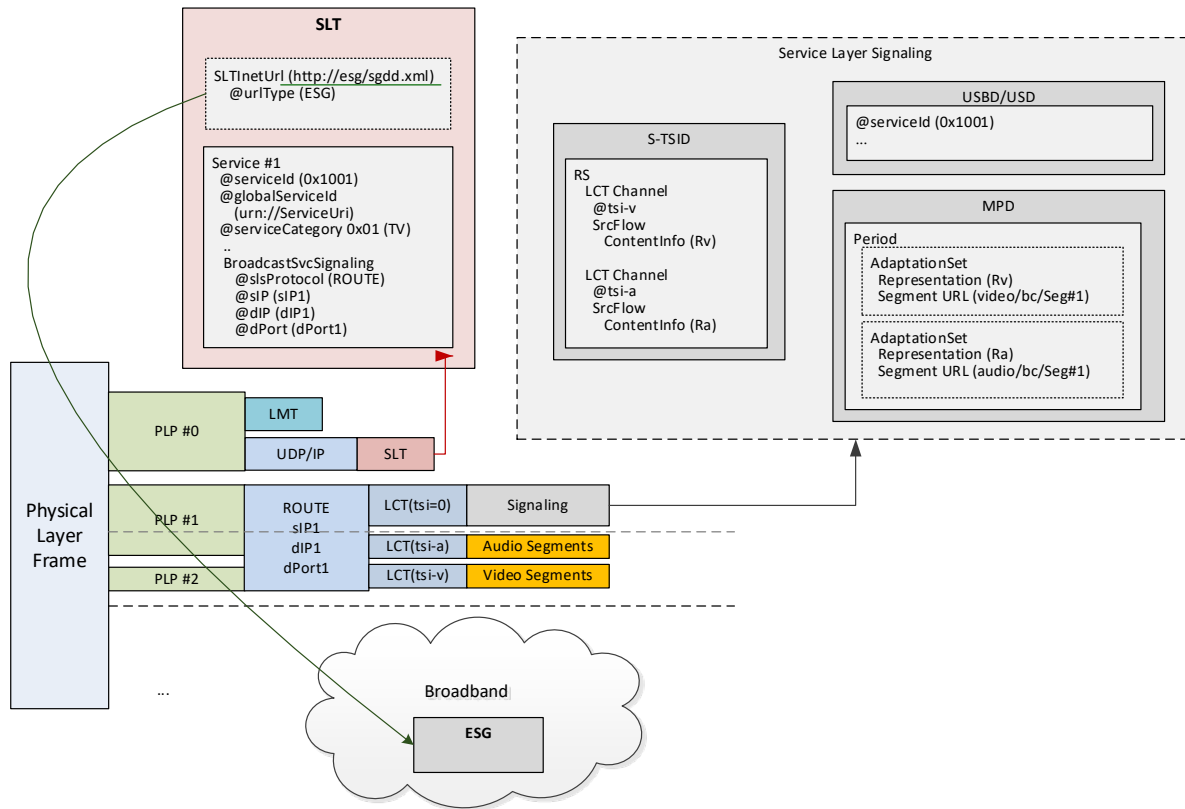 SLT
SLTInetUrl (http://esg/sgdd.xml)
@urlType (ESG)
Service #1
@serviceId (0x1001)
@globalServiceId
(urn://ServiceUri)
@serviceCategory 0x01 (TV)
..
BroadcastSvcSignaling
@slsProtocol (ROUTE)
@sIP (sIP1)
@dIP (dIP1)
@dPort (dPort1)
Service Layer Signaling
S-TSID
RS
LCT Channel
@tsi-v
SrcFlow
ContentInfo (Rv)
LCT Channel
@tsi-a
SrcFlow
ContentInfo (Ra)
USBD/USD
@serviceId (0x1001)
...
MPD
Period
AdaptationSet
Representation (Rv)
Segment URL (video/bc/Seg#1)
AdaptationSet
Representation (Ra)
Segment URL (audio/bc/Seg#1)
Physical
Layer
Frame
PLP #0
LMT
UDP/IP
SLT
PLP #1
PLP #2
ROUTE
sIP1
dIP1
dPort1
LCT(tsi=0)
Signaling
LCT(tsi-a)
Audio Segments
LCT(tsi-v)
Video Segments
...
Broadband
ESG